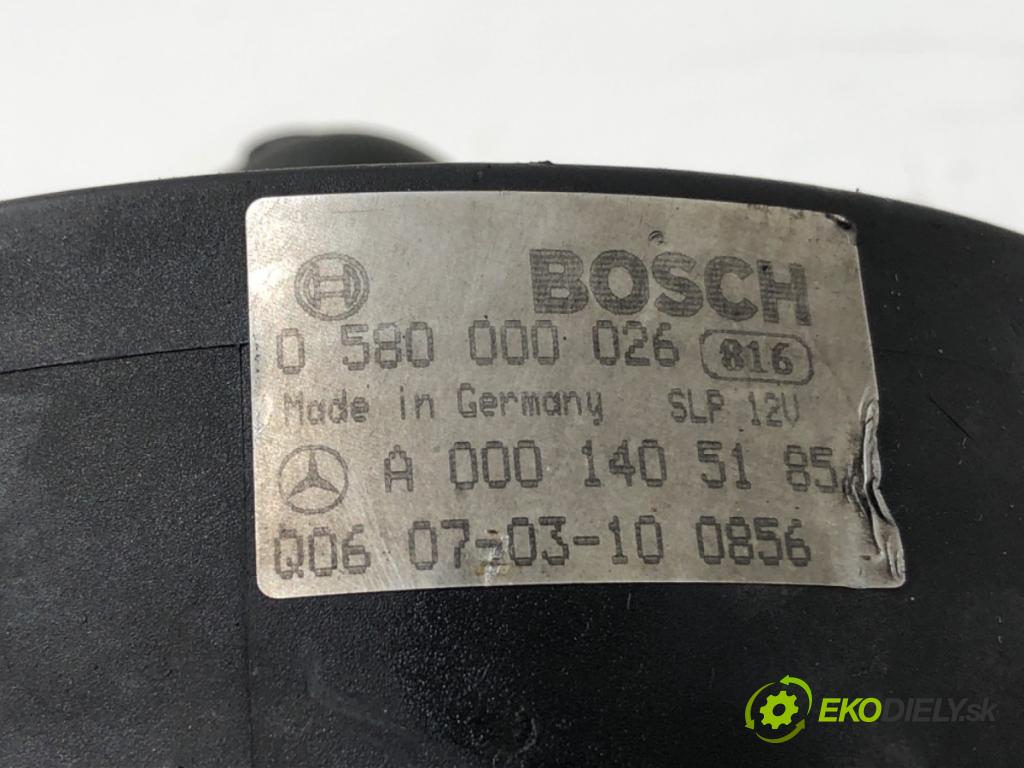 BOSCH
0 580 000 026 816
Made in Germany SLP 12V
A 000 140 51 85
Q06 07-03-10 0856
EKODIELY.sk